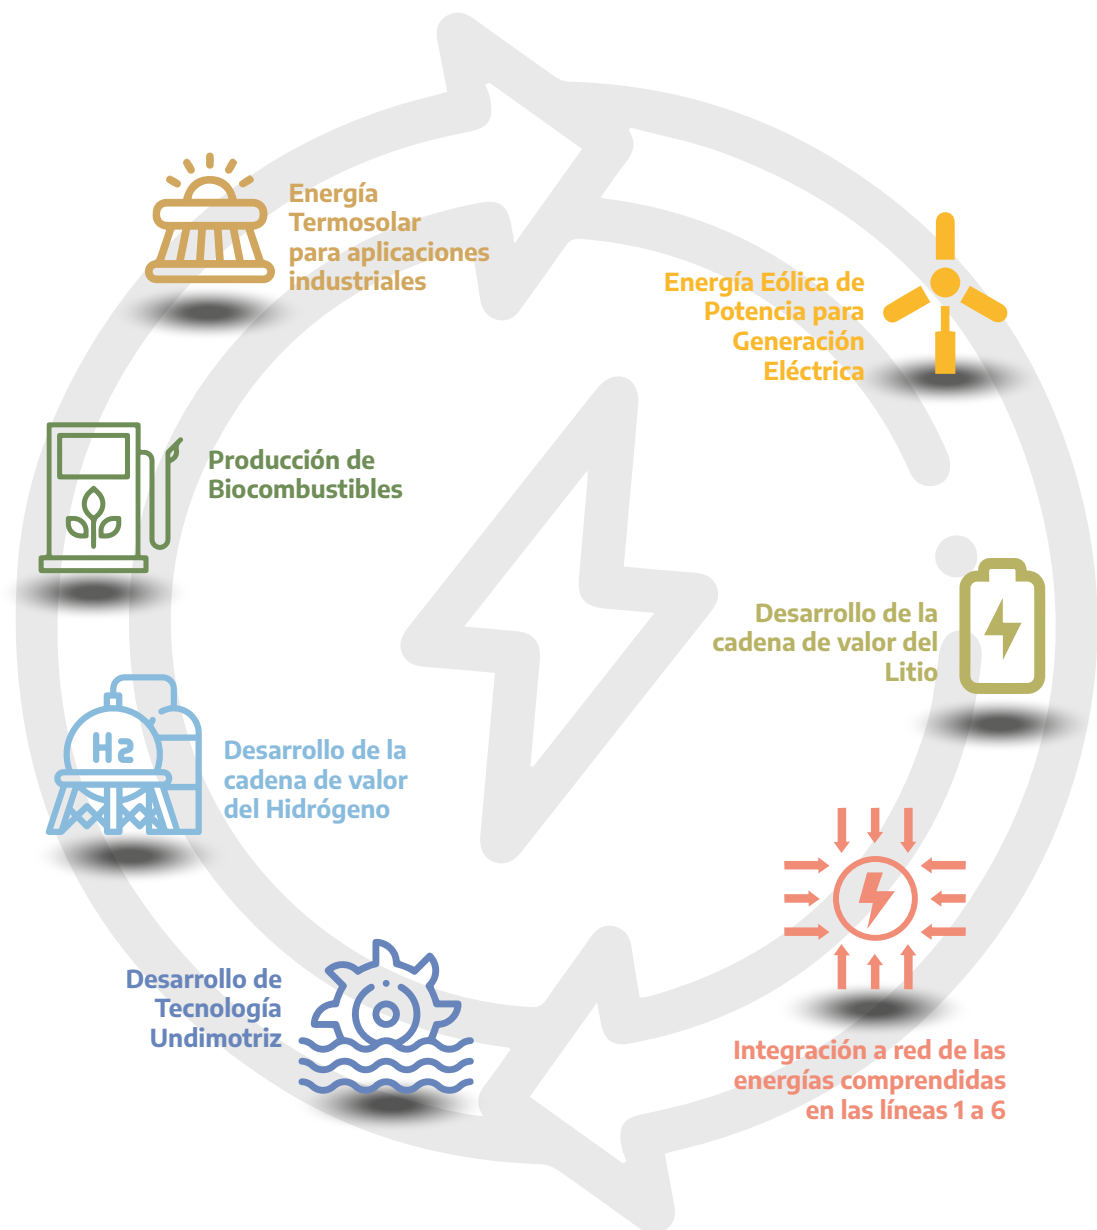 Energía
Termosolar
para aplicaciones
industriales
Energía Eólica de
Potencia para
Generación
Eléctrica
Producción de
Biocombustibles
Desarrollo de la
cadena de valor del
Litio
H2
Desarrollo de la
cadena de valor
del Hidrógeno
Desarrollo de
Tecnología
Undimotriz
Integración a red de las
energías comprendidas
en las líneas 1 a 6